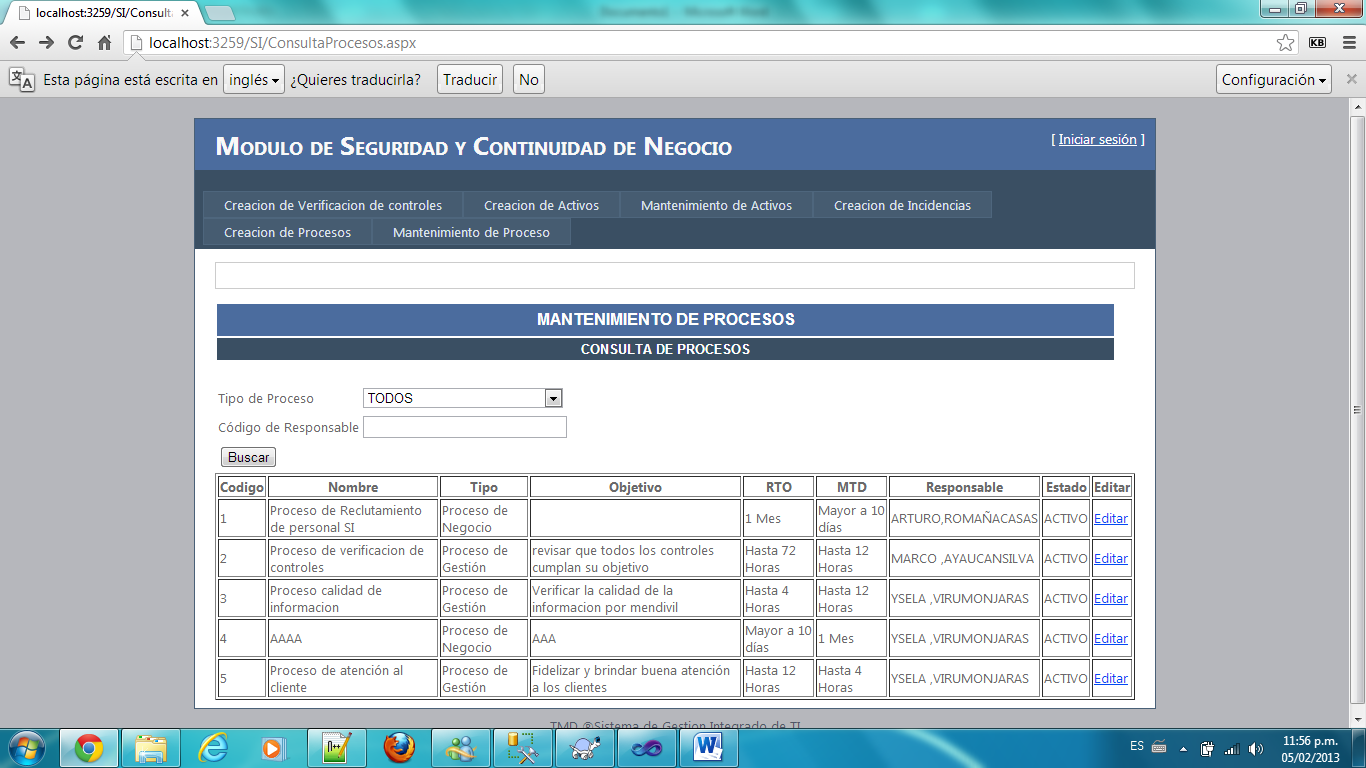 localhost:3259/SI/Consulta
localhost:3259/SI/ConsultaProcesos.aspx
KB
Esta página está escrita en inglés ¿Quieres traducirla? Traducir No Configuración
MODULO DE SEGURIDAD Y CONTINUIDAD DE NEGOCIO
[ Iniciar sesión ]
Creacion de Verificacion de controles Creacion de Activos Mantenimiento de Activos Creacion de Incidencias
Creacion de Procesos Mantenimiento de Proceso
MANTENIMIENTO DE PROCESOS
CONSULTA DE PROCESOS
Tipo de Proceso TODOS
Código de Responsable
Buscar
Codigo Nombre Tipo Objetivo RTO MTD Responsable Estado Editar
1 Proceso de Reclutamiento de personal SI Proceso de Negocio 1 Mes Mayor a 10 días ARTURO,ROMAÑACASAS ACTIVO Editar
2 Proceso de verificacion de controles Proceso de Gestión revisar que todos los controles cumplan su objetivo Hasta 72 Horas Hasta 12 Horas MARCO ,AYAUCANSILVA ACTIVO Editar
3 Proceso calidad de informacion Proceso de Gestión Verificar la calidad de la informacion por mendivil Hasta 4 Horas Hasta 12 Horas YSELA ,VIRUMONJARAS ACTIVO Editar
4 AAAA Proceso de Negocio AAA Mayor a 10 días 1 Mes YSELA ,VIRUMONJARAS ACTIVO Editar
5 Proceso de atención al cliente Proceso de Gestión Fidelizar y brindar buena atención a los clientes Hasta 12 Horas Hasta 4 Horas YSELA ,VIRUMONJARAS ACTIVO Editar
TMD ®Sistema de Gestion Integrado de TI
ES
11:56 p.m.
05/02/2013